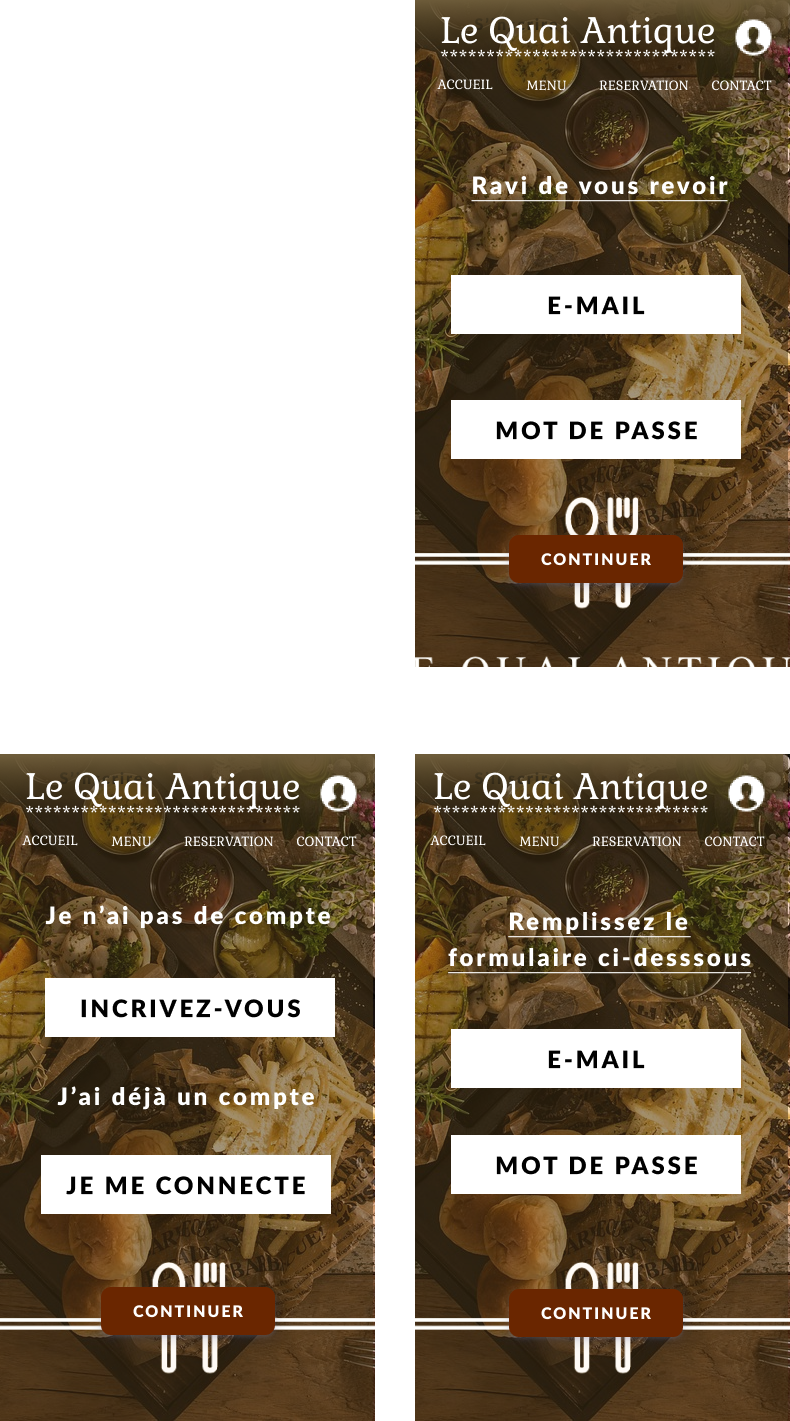 Le Quai Antique
******************************
ACCUEIL MENU RESERVATION CONTACT
Ravi de vous revoir
E-MAIL
MOT DE PASSE
CONTINUER
E QUAI ANTIQU
Le Quai Antique
******************************
ACCUEIL MENU RESERVATION CONTACT
Je n'ai pas de compte
INCRIVEZ-VOUS
J'ai déjà un compte
JE ME CONNECTE
CONTINUER
Le Quai Antique
******************************
ACCUEIL MENU RESERVATION CONTACT
Remplissez le
formulaire ci-desssous
E-MAIL
MOT DE PASSE
CONTINUER